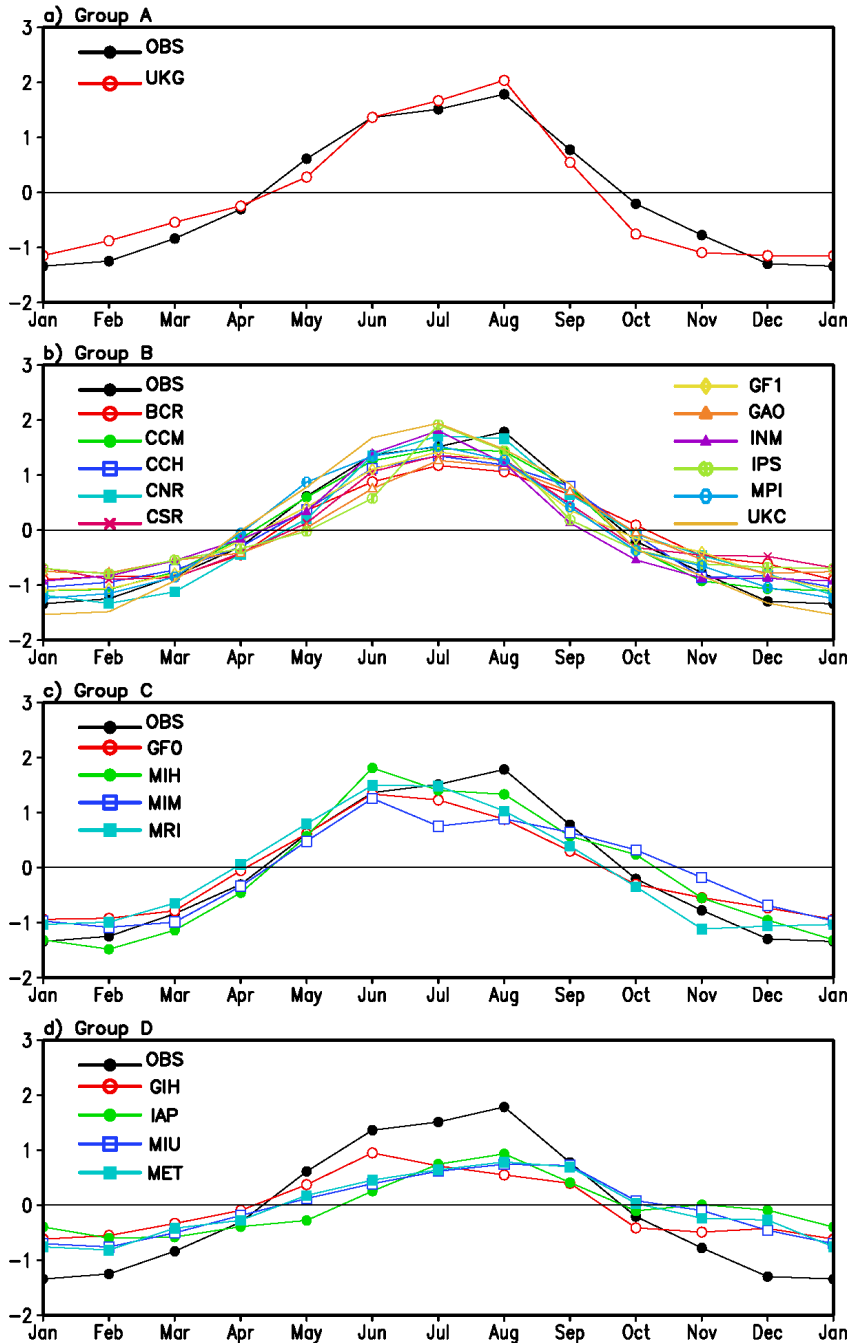 a) Group A
3
OBS
UKG
2
1
0
-1
-2
Jan Feb Mar Apr May Jun Jul Aug Sep Oct Nov Dec Jan
b) Group B
3
OBS
BCR
CCM
CCH
CNR
CSR
GF1
GAO
INM
IPS
MPI
UKC
2
1
0
-1
-2
Jan Feb Mar Apr May Jun Jul Aug Sep Oct Nov Dec Jan
c) Group C
3
OBS
GF0
MIH
MIM
MRI
2
1
0
-1
-2
Jan Feb Mar Apr May Jun Jul Aug Sep Oct Nov Dec Jan
d) Group D
3
OBS
GIH
IAP
MIU
MET
2
1
0
-1
-2
Jan Feb Mar Apr May Jun Jul Aug Sep Oct Nov Dec Jan